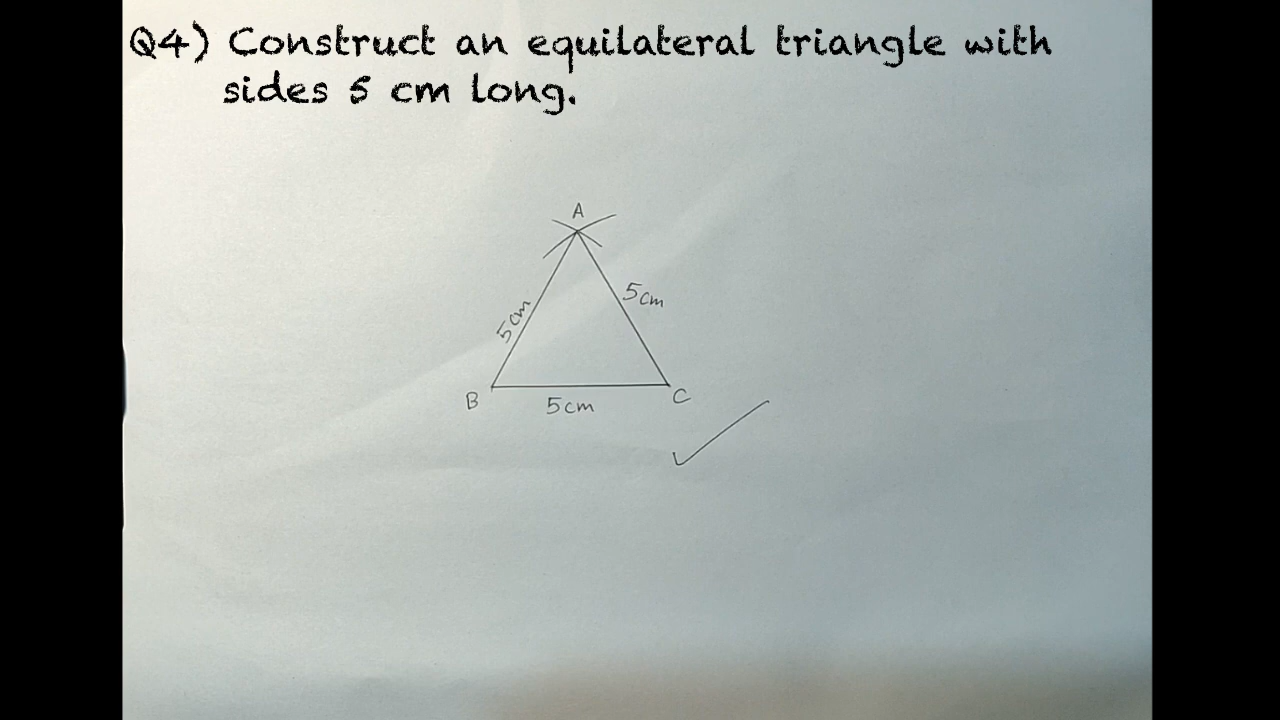 Q4) Construct an equilateral triangle with
sides 5 cm long.
A
5cm
5cm
B
5cm
C